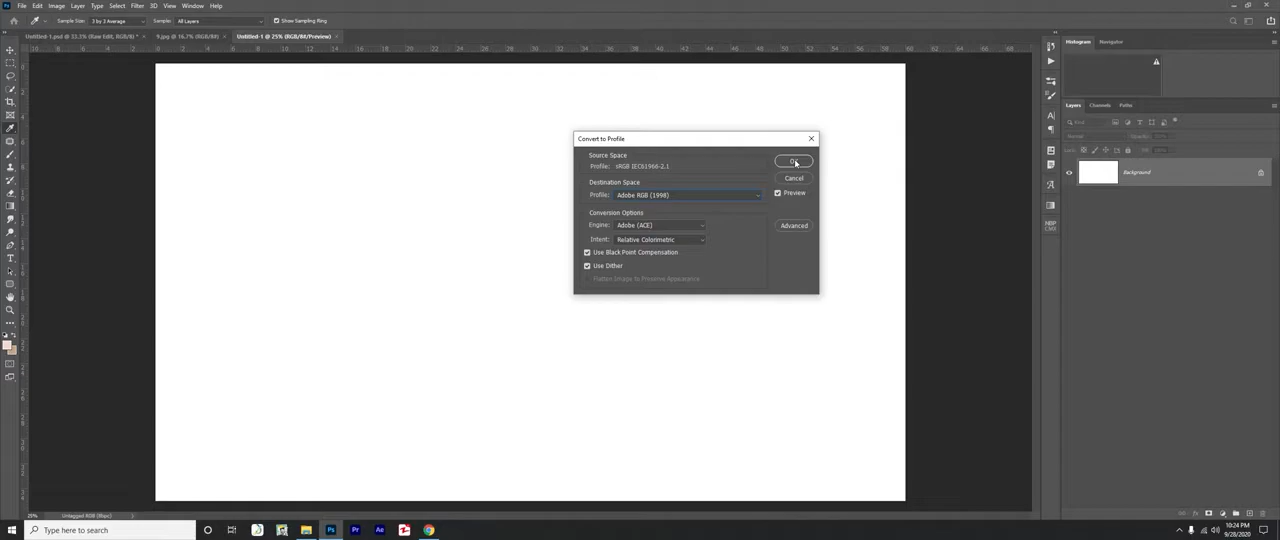 File Edit Image Layer Type Select Filter 3D View Window Help
Sample Size: 3 by 3 Average Sample: All Layers Show Sampling Ring
Untitled-1.psd @ 33.3% (Raw Edit, RGB/8) * × 9.jpg @ 16.7% (RGB/8#) × Untitled-1 @ 25% (RGB/8#/Preview) ×
Histogram Navigator
Layers Channels Paths
Kind
Normal Opacity: 100%
Lock: Fill: 100%
Background
Convert to Profile
Source Space
Profile: sRGB IEC61966-2.1
OK
Cancel
Destination Space
Profile: Adobe RGB (1998)
Preview
Conversion Options
Engine: Adobe (ACE)
Advanced
Intent: Relative Colorimetric
Use Black Point Compensation
Use Dither
Flatten Image to Preserve Appearance
25% Untagged RGB (8bpc)
Type here to search
10:24 PM
9/28/2020